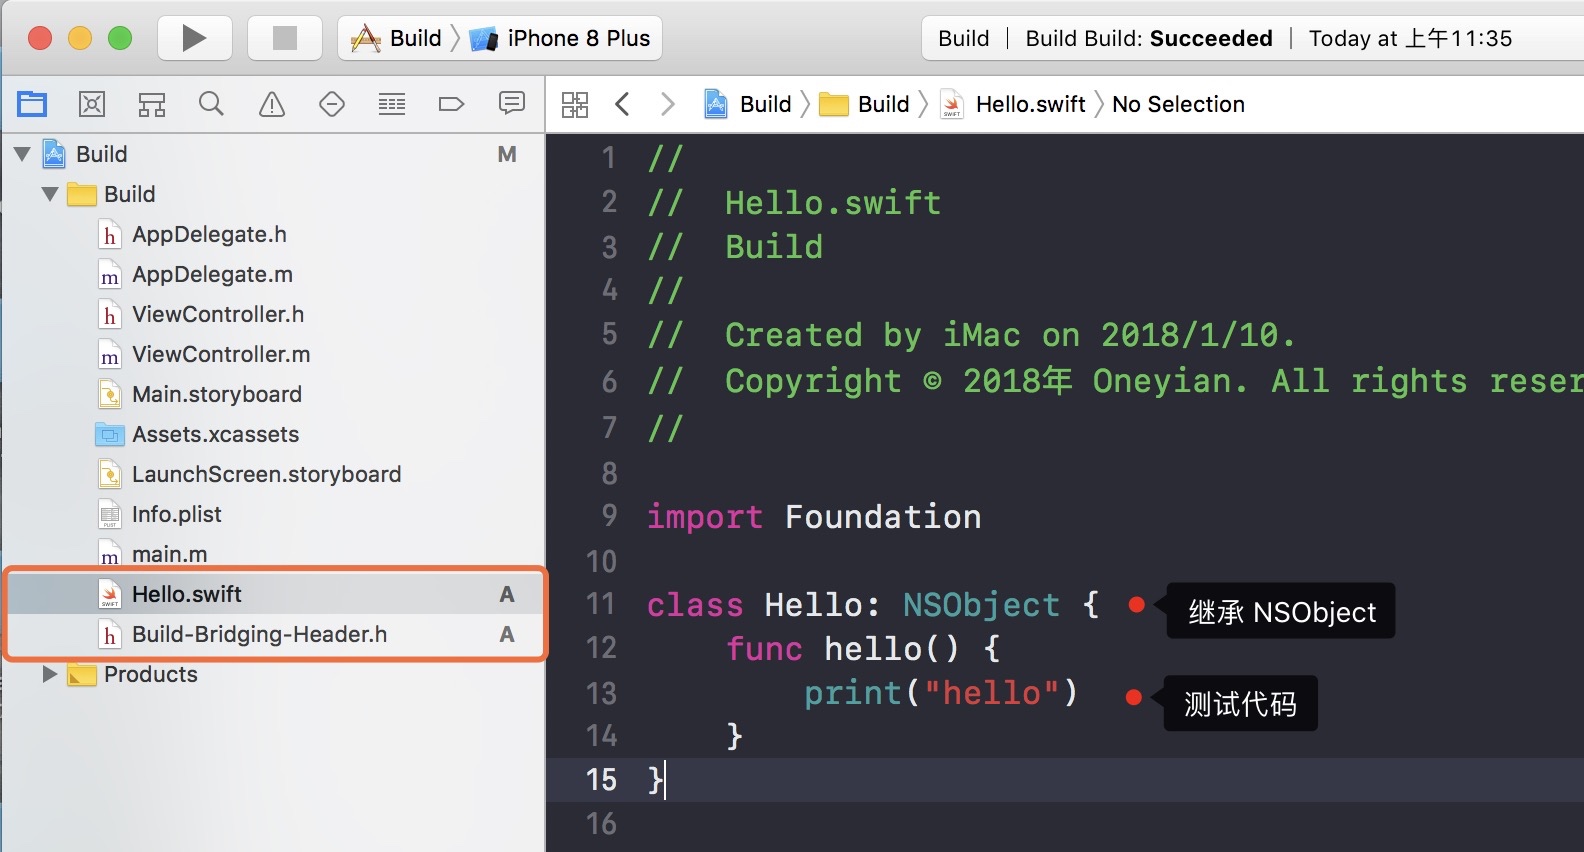 Build
iPhone 8 Plus
Build | Build Build: Succeeded | Today at 上午11:35
Build
Build
Hello.swift
No Selection
Build M
Build
h AppDelegate.h
m AppDelegate.m
h ViewController.h
m ViewController.m
Main.storyboard
Assets.xcassets
LaunchScreen.storyboard
PLIST Info.plist
m main.m
SWIFT Hello.swift A
h Build-Bridging-Header.h A
Products
1 //
2 //  Hello.swift
3 //  Build
4 //
5 //  Created by iMac on 2018/1/10.
6 //  Copyright © 2018年 Oneyian. All rights reser
7 //
8
9 import Foundation
10
11 class Hello: NSObject {
继承 NSObject
12     func hello() {
13         print("hello")
测试代码
14     }
15 }
16